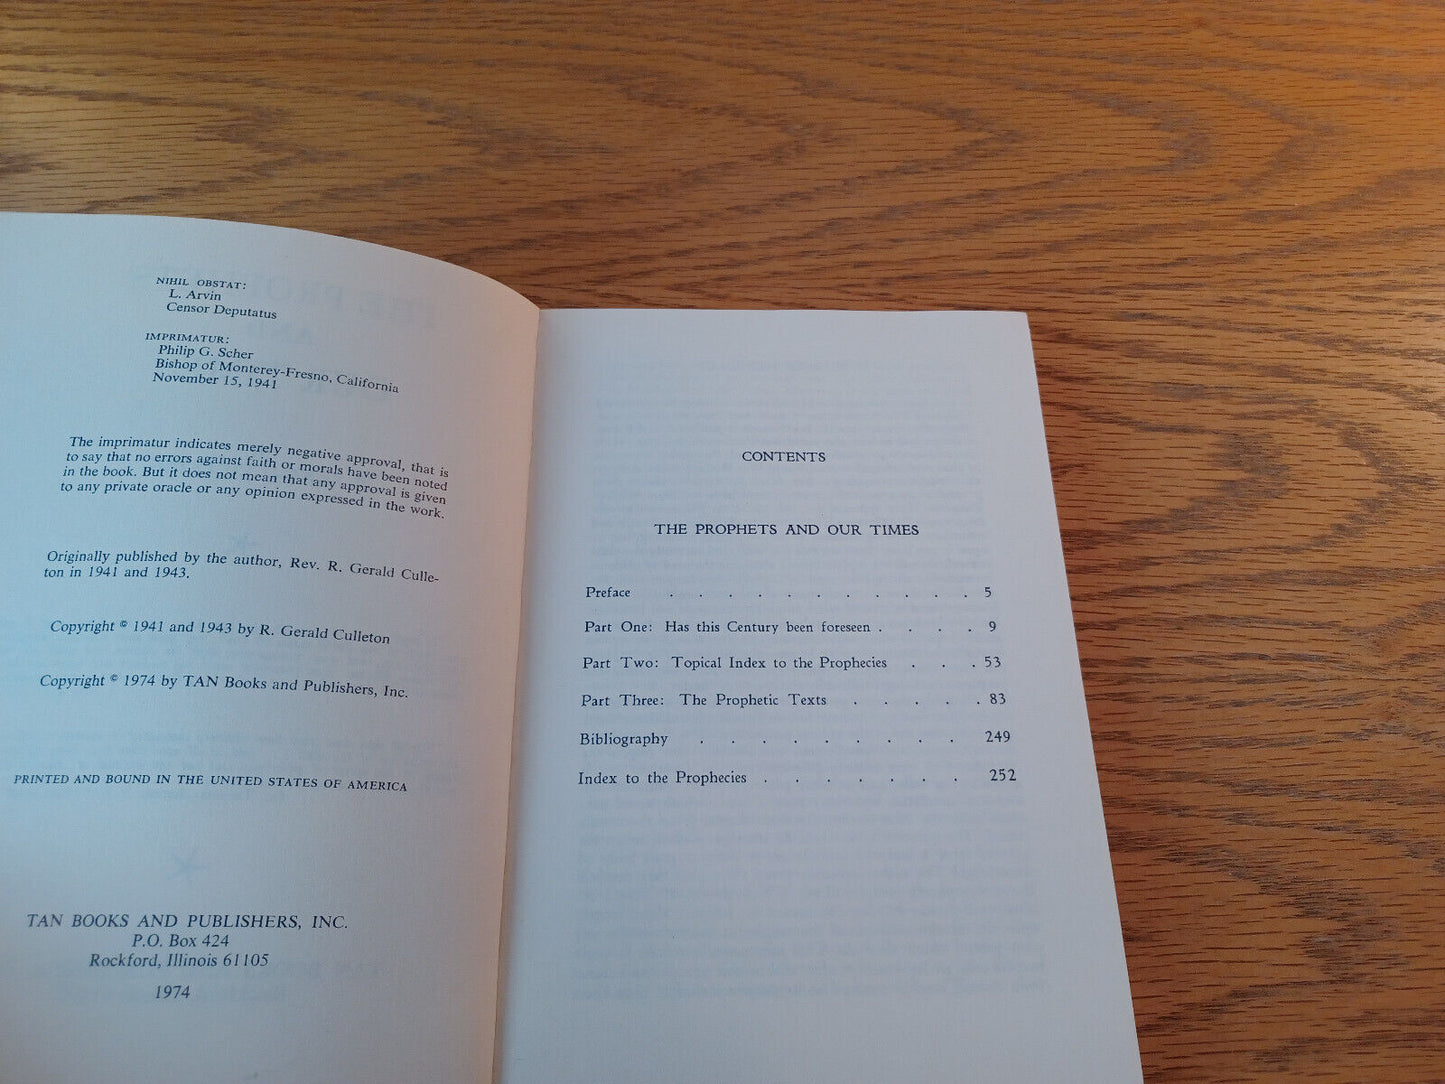 NIHIL OBSTAT:
L. Arvin
Censor Deputatus
IMPRIMATUR:
Philip G. Scher
Bishop of Monterey-Fresno, California
November 15, 1941
The imprimatur indicates merely negative approval, that is
to say that no errors against faith or morals have been noted
in the book. But it does not mean that any approval is given
to any private oracle or any opinion expressed in the work.
Originally published by the author, Rev. R. Gerald Culle-
ton in 1941 and 1943.
Copyright © 1941 and 1943 by R. Gerald Culleton
Copyright © 1974 by TAN Books and Publishers, Inc.
PRINTED AND BOUND IN THE UNITED STATES OF AMERICA
TAN BOOKS AND PUBLISHERS, INC.
P.O. Box 424
Rockford, Illinois 61105
1974
CONTENTS
THE PROPHETS AND OUR TIMES
Preface . . . . . . . . . . . 5
Part One: Has this Century been foreseen . . . . 9
Part Two: Topical Index to the Prophecies . . . 53
Part Three: The Prophetic Texts . . . . . 83
Bibliography . . . . . . . . . 249
Index to the Prophecies . . . . . . . 252